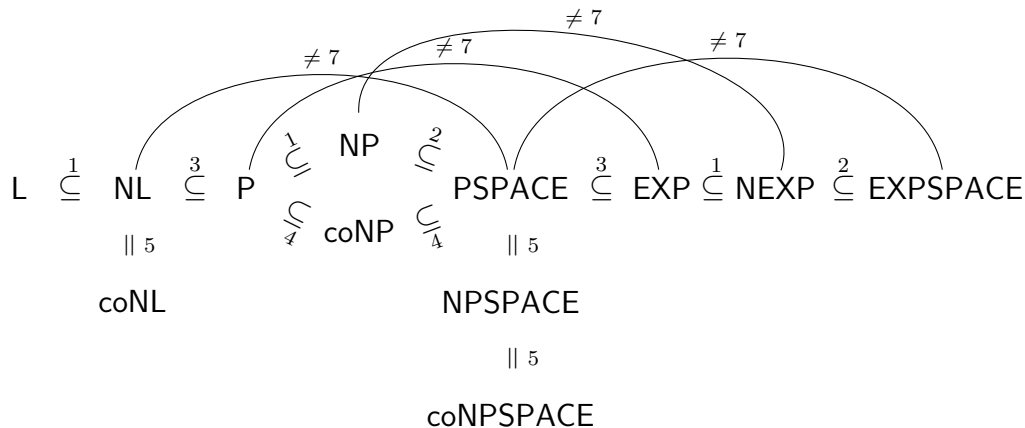 ≠ 7
≠ 7 ≠ 7
≠ 7
1 NP 2
⊆ ⊆
L ⊆1 NL ⊆3 P PSPACE ⊆3 EXP ⊆1 NEXP ⊆2 EXPSPACE
⊆4 coNP ⊆4
|| 5 || 5
coNL NPSPACE
|| 5
coNPSPACE